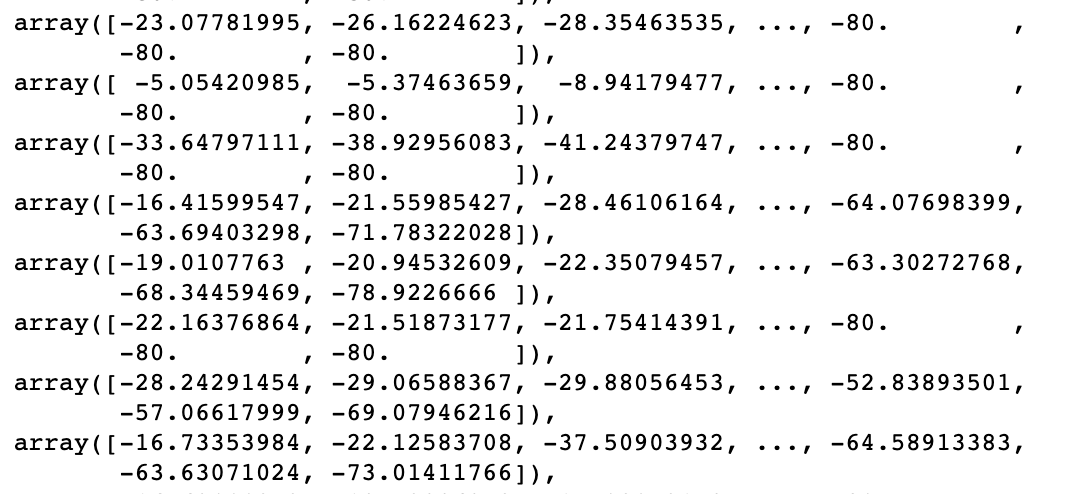 array([-23.07781995, -26.16224623, -28.35463535, ..., -80.        ,
       -80.        , -80.        ]),
array([ -5.05420985,  -5.37463659,  -8.94179477, ..., -80.        ,
       -80.        , -80.        ]),
array([-33.64797111, -38.92956083, -41.24379747, ..., -80.        ,
       -80.        , -80.        ]),
array([-16.41599547, -21.55985427, -28.46106164, ..., -64.07698399,
       -63.69403298, -71.78322028]),
array([-19.0107763 , -20.94532609, -22.35079457, ..., -63.30272768,
       -68.34459469, -78.9226666 ]),
array([-22.16376864, -21.51873177, -21.75414391, ..., -80.        ,
       -80.        , -80.        ]),
array([-28.24291454, -29.06588367, -29.88056453, ..., -52.83893501,
       -57.06617999, -69.07946216]),
array([-16.73353984, -22.12583708, -37.50903932, ..., -64.58913383,
       -63.63071024, -73.01411766]),